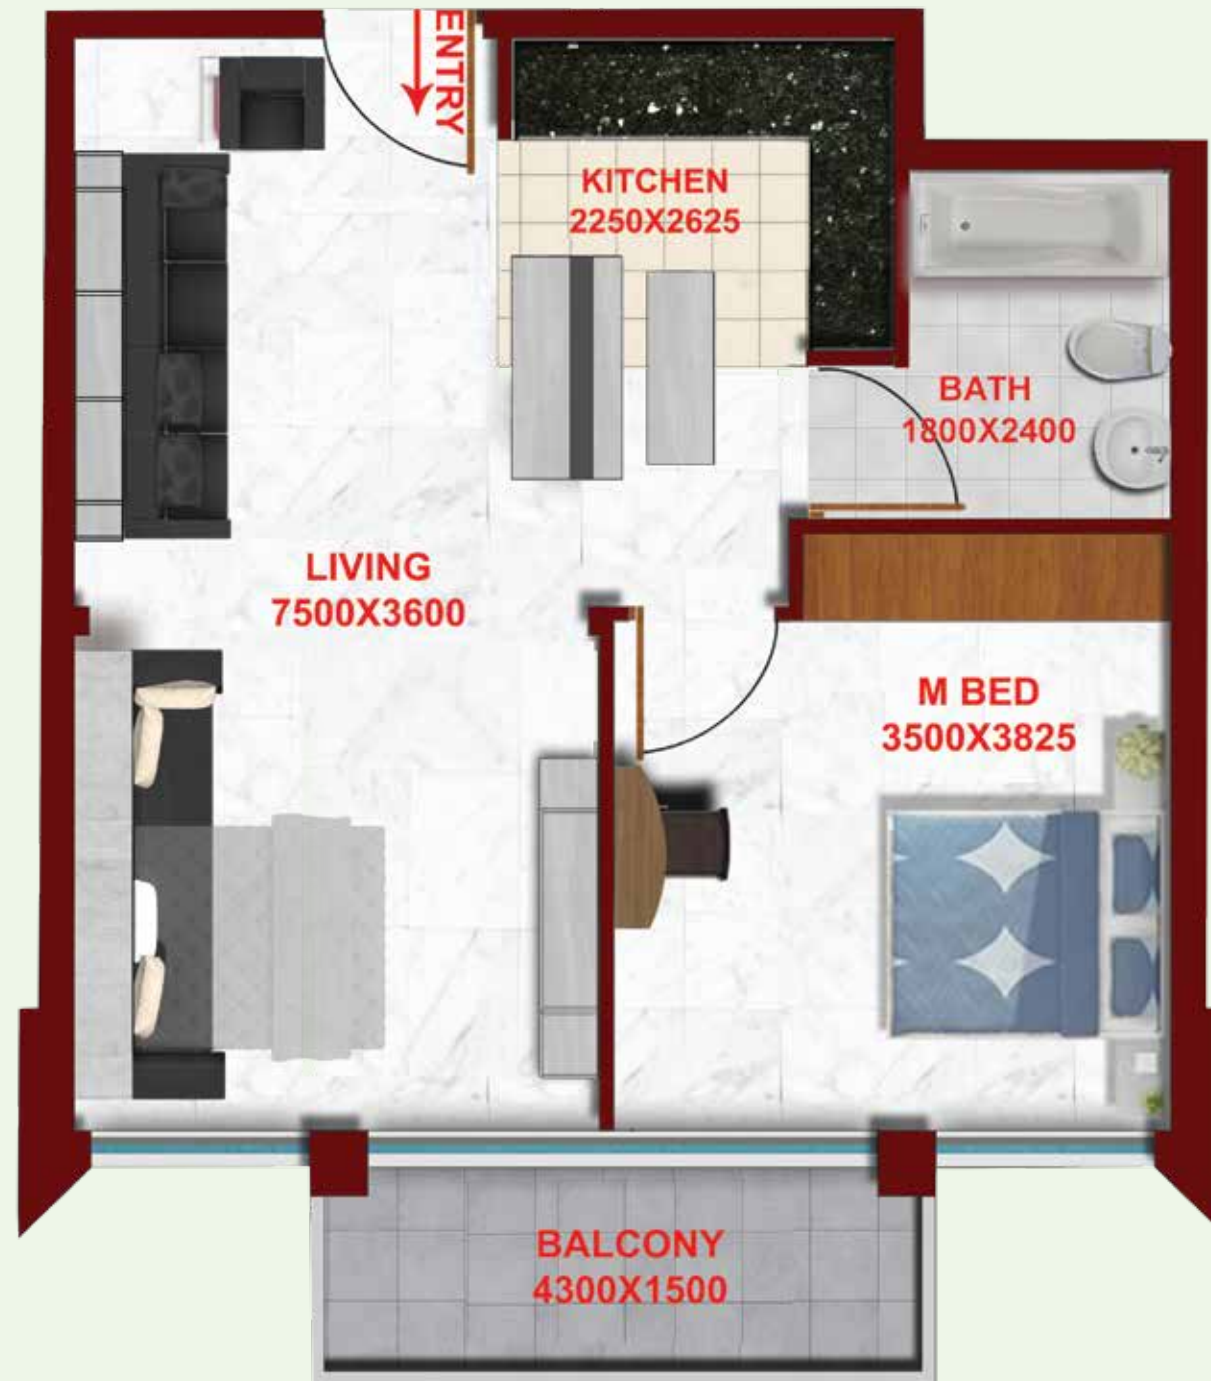 ENTRY
KITCHEN
2250X2625
BATH
1800X2400
LIVING
7500X3600
M BED
3500X3825
BALCONY
4300X1500